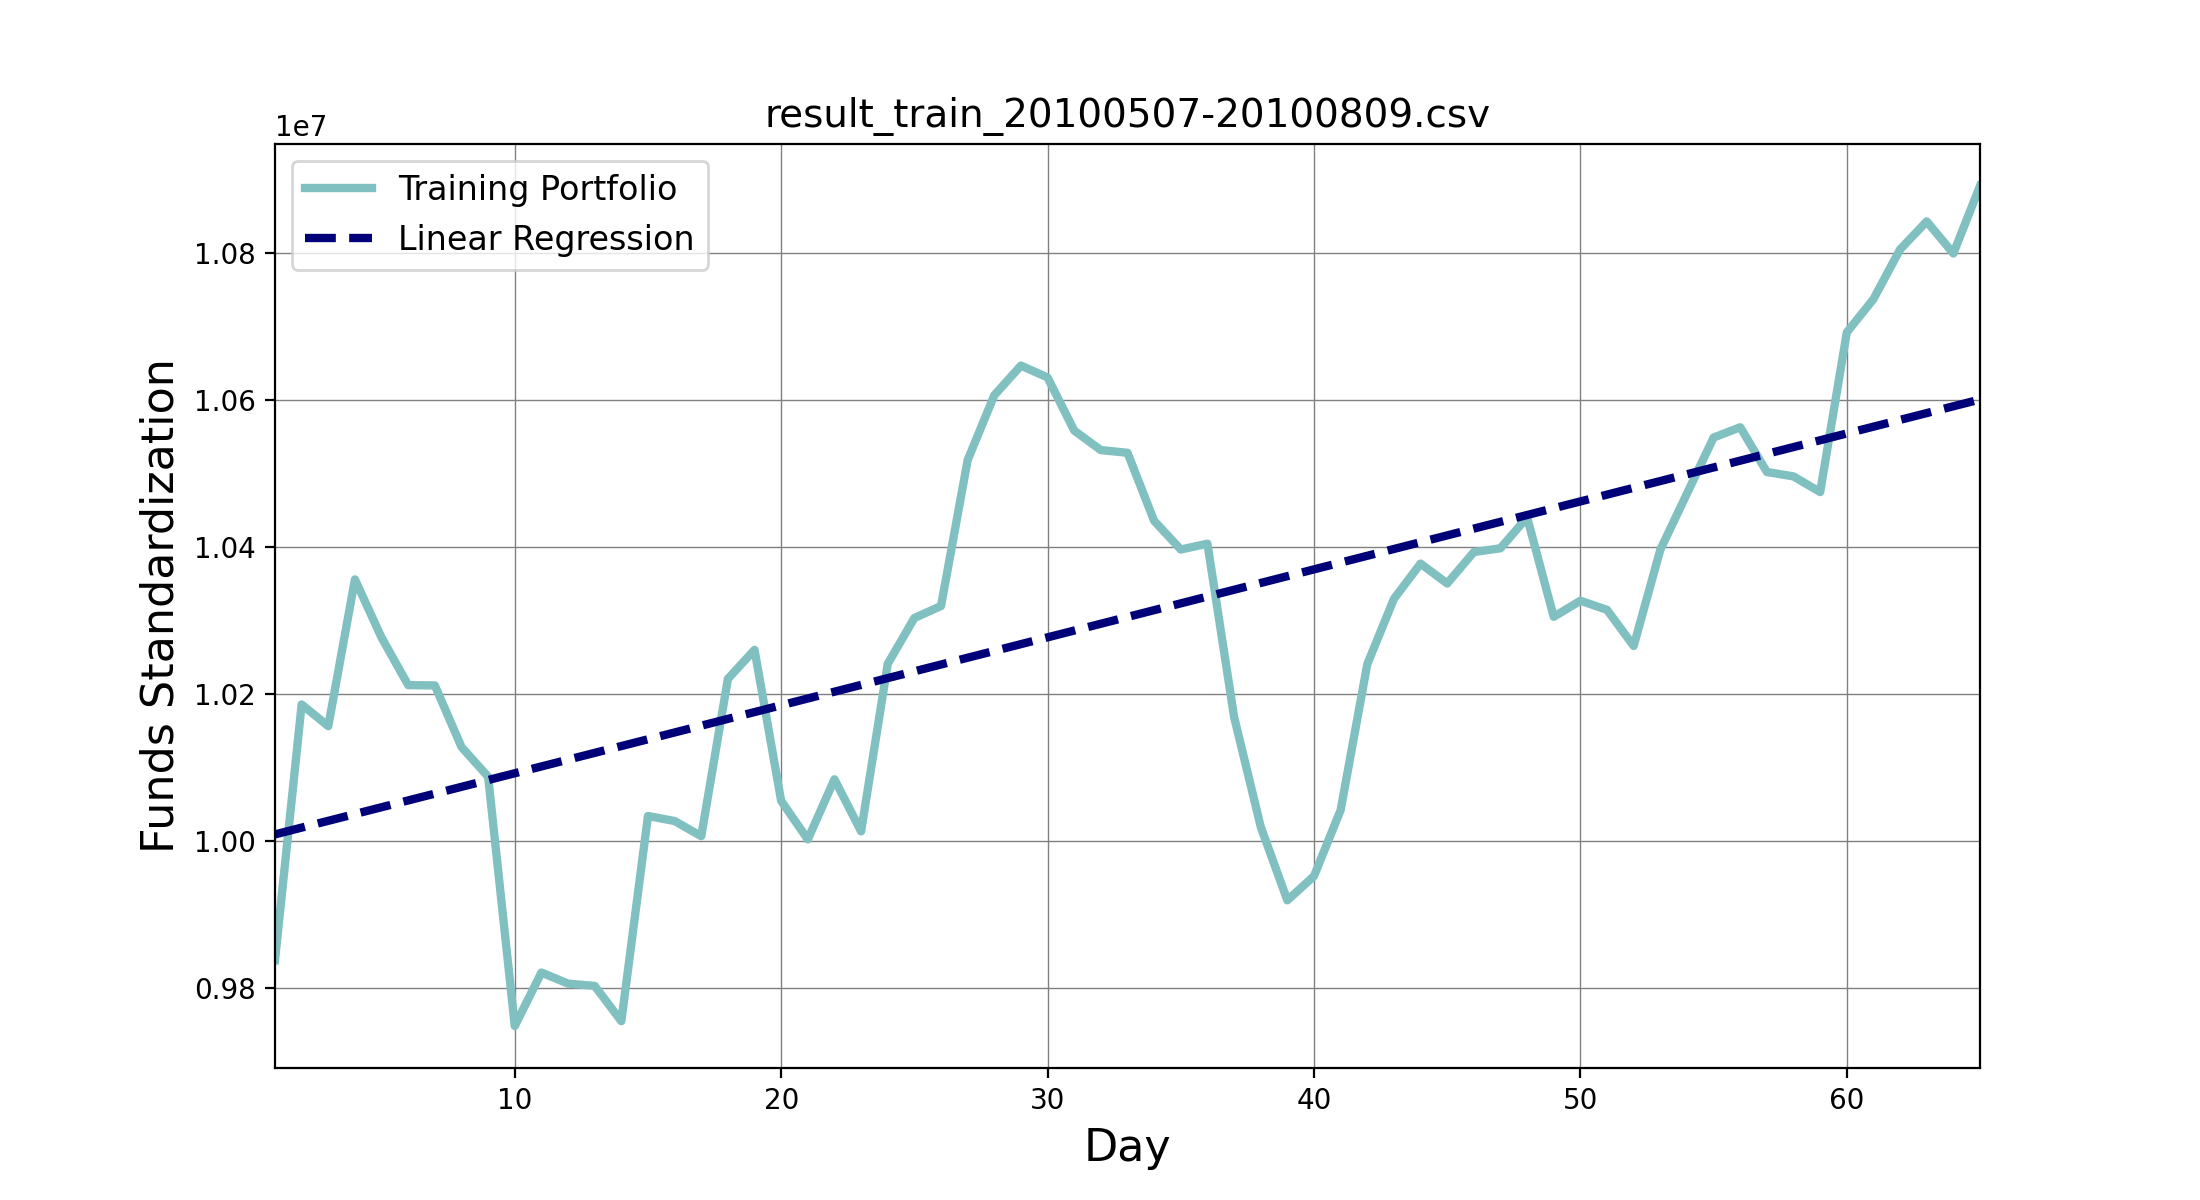 result_train_20100507-20100809.csv
1e7
Training Portfolio
Linear Regression
1.08
1.06
1.04
1.02
1.00
0.98
Funds Standardization
10 20 30 40 50 60
Day